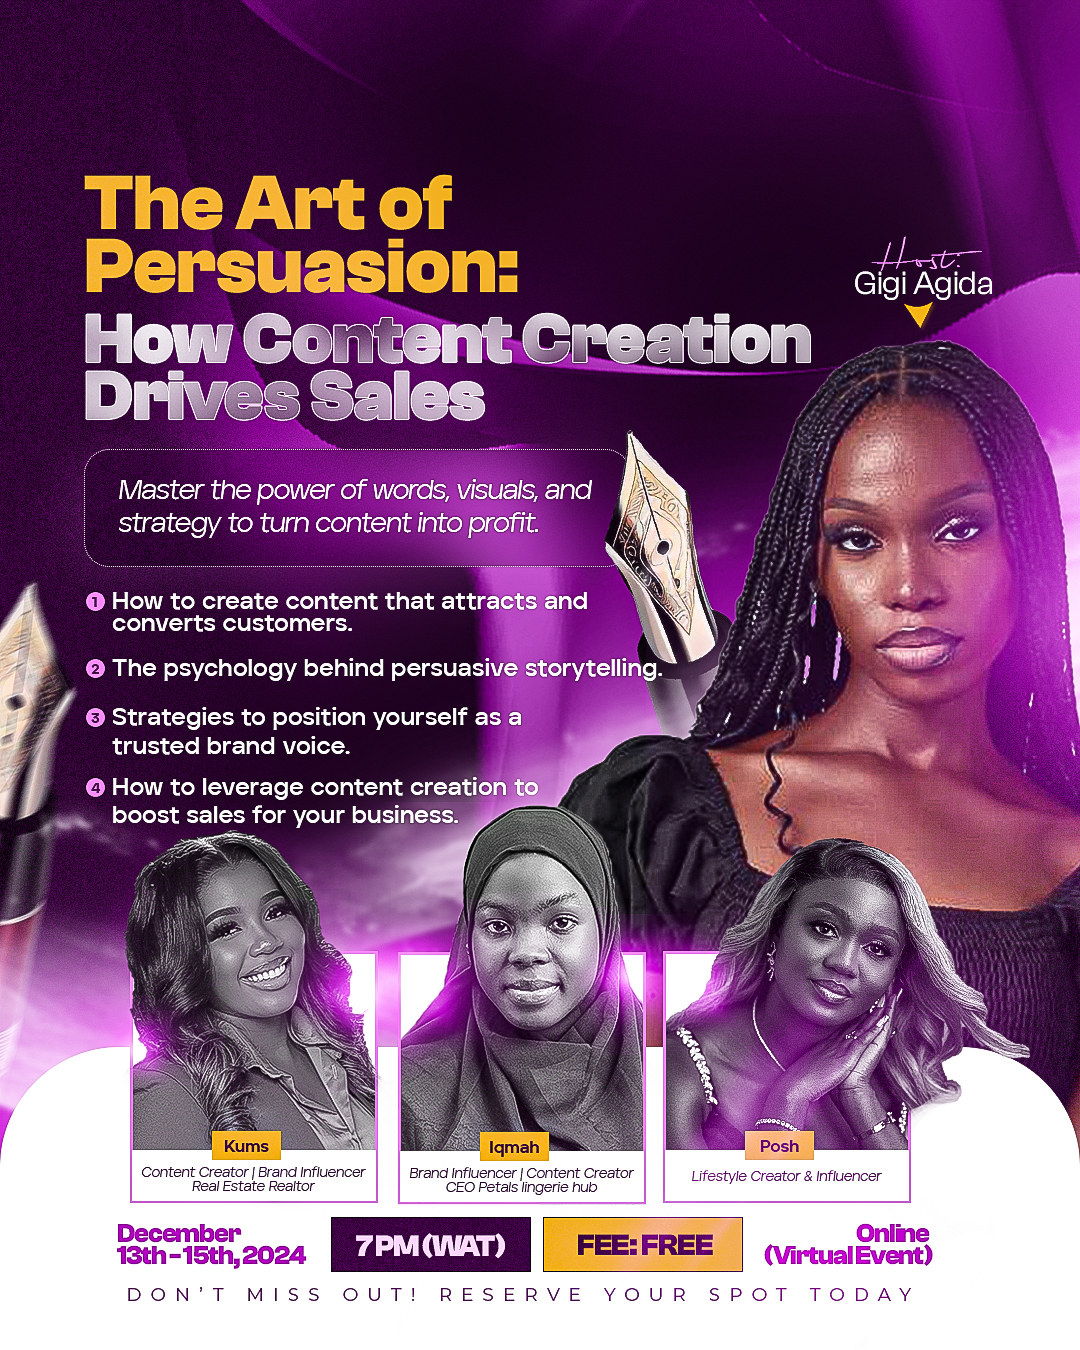 The Art of
Persuasion:
How Content Creation
Drives Sales
Host:
Gigi Agida
Master the power of words, visuals, and
strategy to turn content into profit.
1 How to create content that attracts and
converts customers.
2 The psychology behind persuasive storytelling.
3 Strategies to position yourself as a
trusted brand voice.
4 How to leverage content creation to
boost sales for your business.
Kums
Content Creator | Brand Influencer
Real Estate Realtor
Iqmah
Brand Influencer | Content Creator
CEO Petals lingerie hub
Posh
Lifestyle Creator & Influencer
December
13th-15th, 2024
7PM (WAT)
FEE: FREE
Online
(Virtual Event)
DON'T MISS OUT! RESERVE YOUR SPOT TODAY